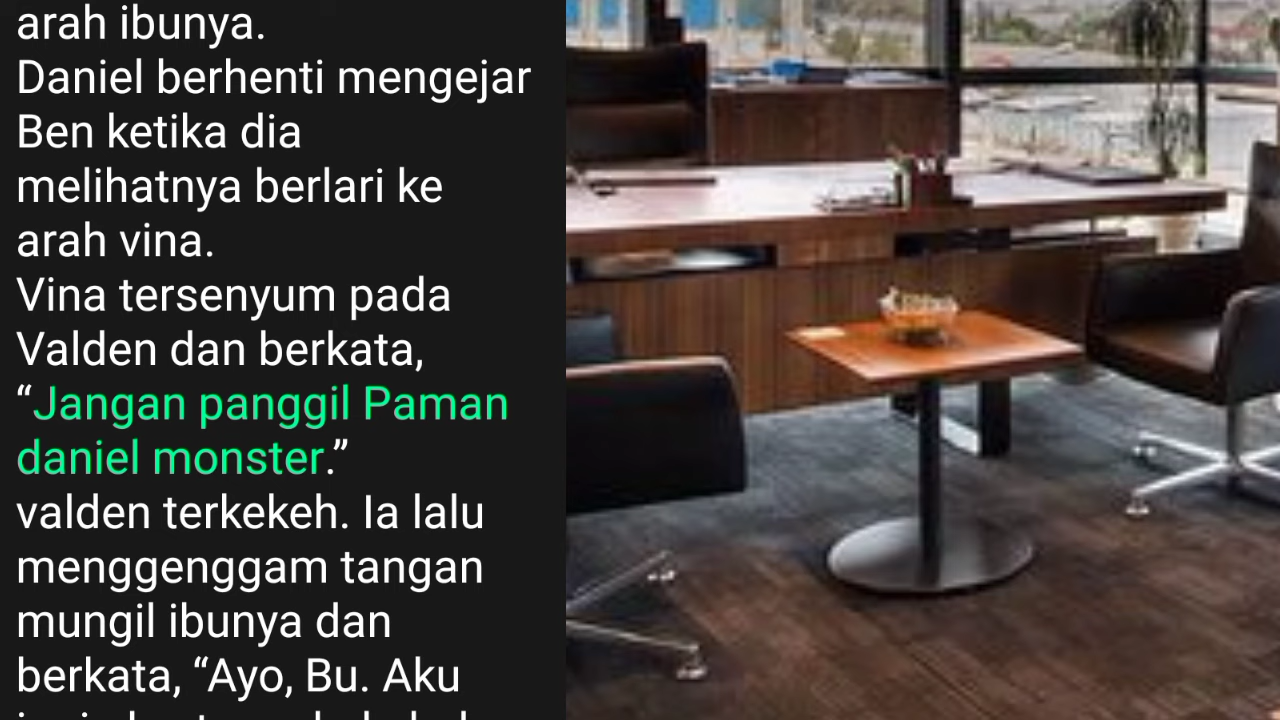 arah ibunya.
Daniel berhenti mengejar
Ben ketika dia
melihatnya berlari ke
arah vina.
Vina tersenyum pada
Valden dan berkata,
“Jangan panggil Paman
daniel monster.”
valden terkekeh. Ia lalu
menggenggam tangan
mungil ibunya dan
berkata, “Ayo, Bu. Aku